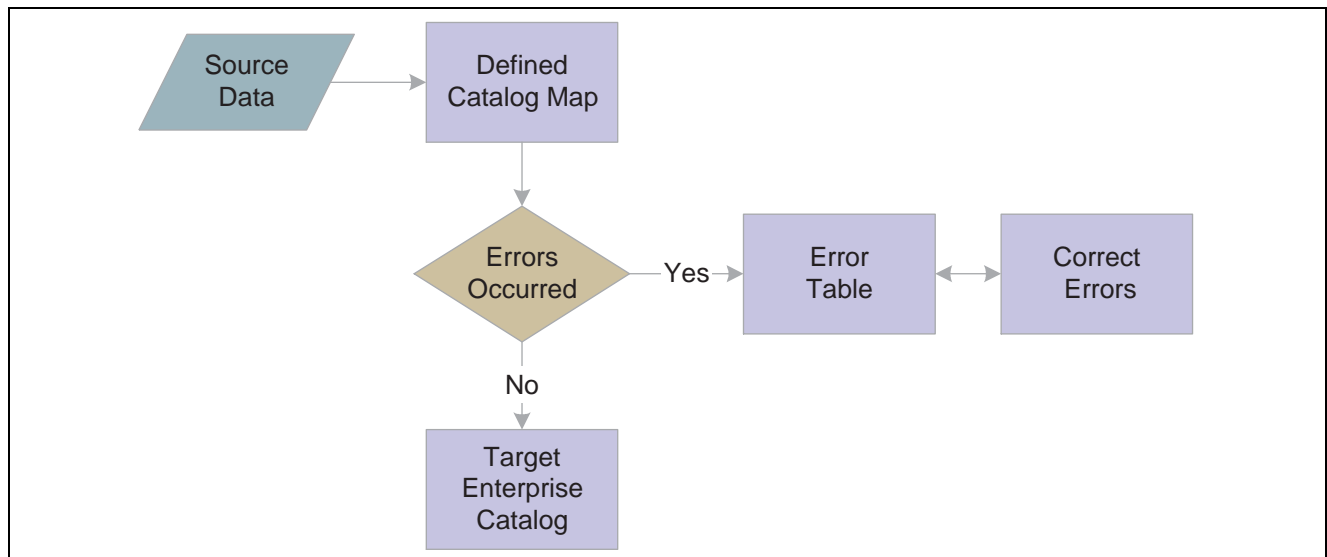 Source
Data
Defined
Catalog Map
Errors
Occurred
Yes
Error
Table
Correct
Errors
No
Target
Enterprise
Catalog